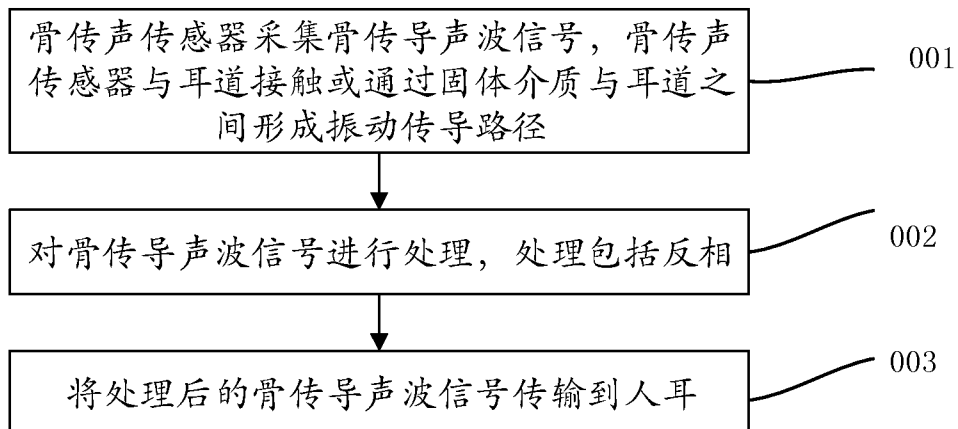 骨传声传感器采集骨传导声波信号，骨传声
传感器与耳道接触或通过固体介质与耳道之
间形成振动传导路径
001
对骨传导声波信号进行处理，处理包括反相
002
将处理后的骨传导声波信号传输到人耳
003